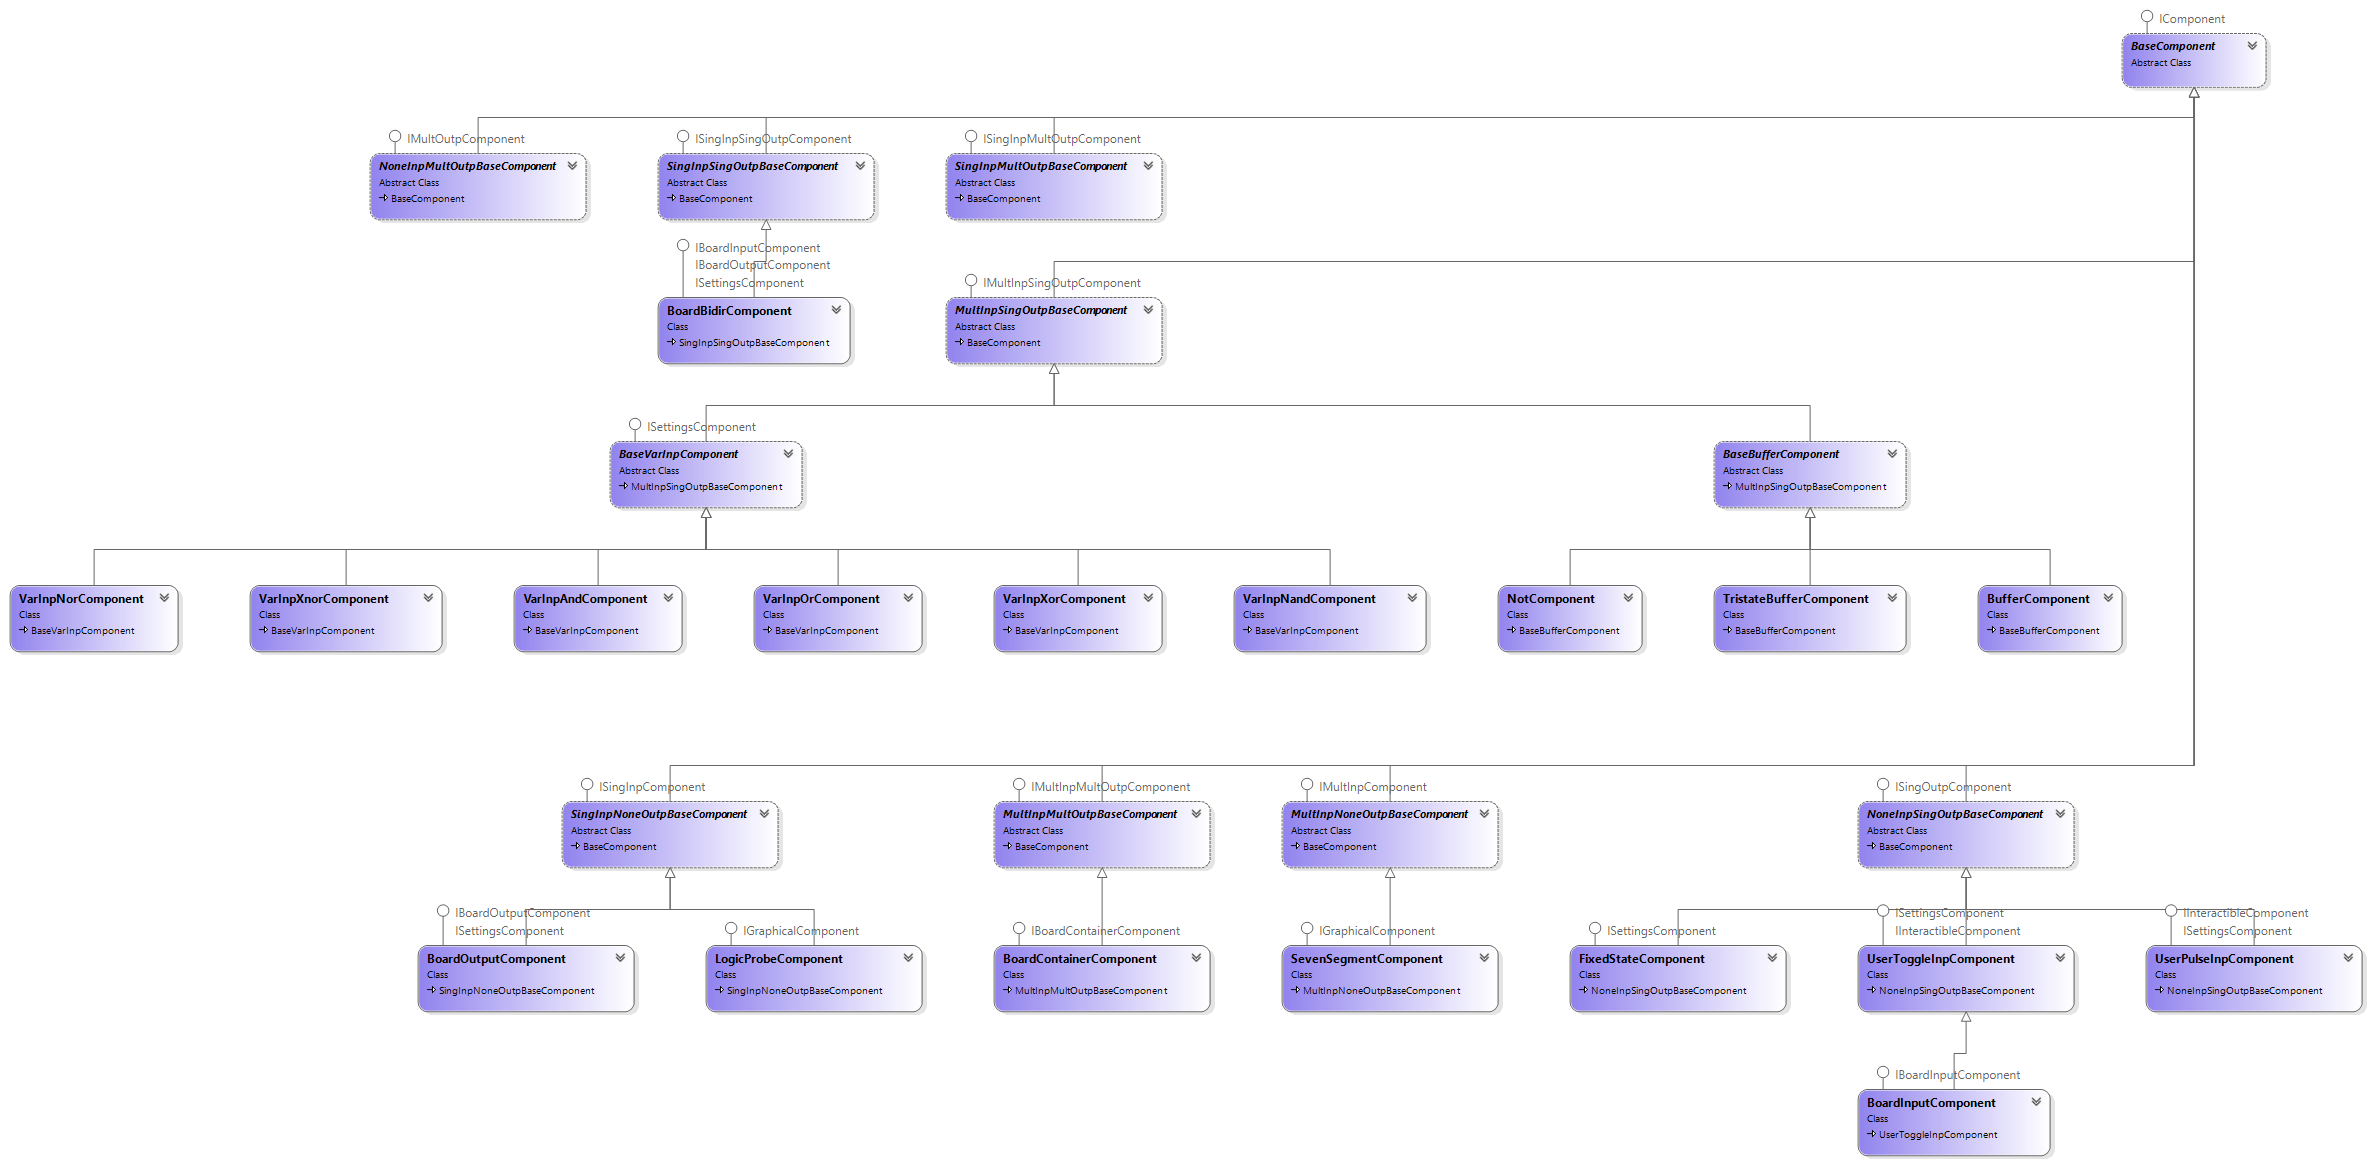 IComponent
BaseComponent
Abstract Class
IMultOutpComponent
NoneInpMultOutpBaseComponent
Abstract Class
BaseComponent
ISingInpSingOutpComponent
SingInpSingOutpBaseComponent
Abstract Class
BaseComponent
ISingInpMultOutpComponent
SingInpMultOutpBaseComponent
Abstract Class
BaseComponent
IBoardInputComponent
IBoardOutputComponent
ISettingsComponent
BoardBidirComponent
Class
SingInpSingOutpBaseComponent
IMultInpSingOutpComponent
MultInpSingOutpBaseComponent
Abstract Class
BaseComponent
ISettingsComponent
BaseVarInpComponent
Abstract Class
MultInpSingOutpBaseComponent
BaseBufferComponent
Abstract Class
MultInpSingOutpBaseComponent
VarInpNorComponent
Class
BaseVarInpComponent
VarInpXnorComponent
Class
BaseVarInpComponent
VarInpAndComponent
Class
BaseVarInpComponent
VarInpOrComponent
Class
BaseVarInpComponent
VarInpXorComponent
Class
BaseVarInpComponent
VarInpNandComponent
Class
BaseVarInpComponent
NotComponent
Class
BaseBufferComponent
TristateBufferComponent
Class
BaseBufferComponent
BufferComponent
Class
BaseBufferComponent
ISingInpComponent
SingInpNoneOutpBaseComponent
Abstract Class
BaseComponent
IMultInpMultOutpComponent
MultInpMultOutpBaseComponent
Abstract Class
BaseComponent
IMultInpComponent
MultInpNoneOutpBaseComponent
Abstract Class
BaseComponent
ISingOutpComponent
NoneInpSingOutpBaseComponent
Abstract Class
BaseComponent
IBoardOutputComponent
ISettingsComponent
BoardOutputComponent
Class
SingInpNoneOutpBaseComponent
IGraphicalComponent
LogicProbeComponent
Class
SingInpNoneOutpBaseComponent
IBoardContainerComponent
BoardContainerComponent
Class
MultInpMultOutpBaseComponent
IGraphicalComponent
SevenSegmentComponent
Class
MultInpNoneOutpBaseComponent
ISettingsComponent
FixedStateComponent
Class
NoneInpSingOutpBaseComponent
ISettingsComponent
IInteractibleComponent
UserToggleInpComponent
Class
NoneInpSingOutpBaseComponent
IInteractibleComponent
ISettingsComponent
UserPulseInpComponent
Class
NoneInpSingOutpBaseComponent
IBoardInputComponent
BoardInputComponent
Class
UserToggleInpComponent